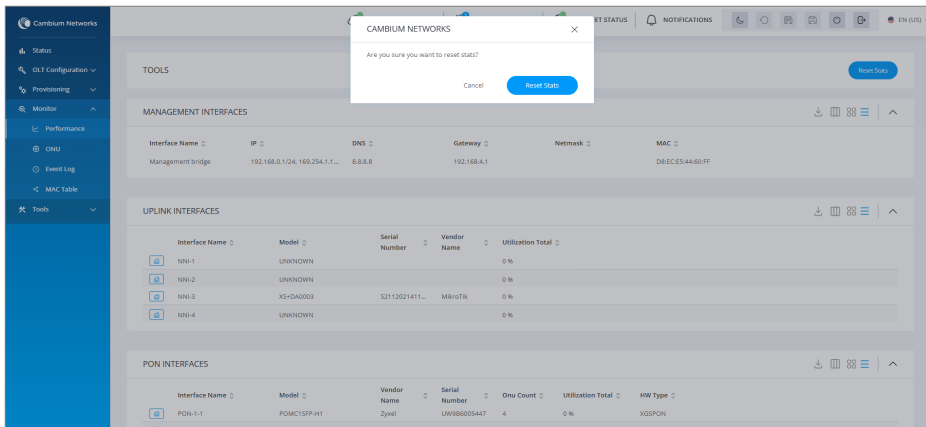 Cambium Networks
ET STATUS
NOTIFICATIONS
EN (US)
CAMBIUM NETWORKS
Are you sure you want to reset stats?
Cancel
Reset Stats
Status
OLT Configuration
Provisioning
Monitor
Performance
ONU
Event Log
MAC Table
Tools
TOOLS
Reset Stats
MANAGEMENT INTERFACES
Interface Name IP DNS Gateway Netmask MAC
Management bridge 192.168.0.1/24, 169.254.1.1... 8.8.8.8 192.168.4.1 D8:EC:E5:44:60:FF
UPLINK INTERFACES
Interface Name Model Serial Number Vendor Name Utilization Total
NNI-1 UNKNOWN 0 %
NNI-2 UNKNOWN 0 %
NNI-3 XS+DA0003 S2112021411... MikroTik 0 %
NNI-4 UNKNOWN 0 %
PON INTERFACES
Interface Name Model Vendor Name Serial Number Onu Count Utilization Total HW Type
PON-1-1 POMC1SFP-H1 Zyxel UW9B6005447 4 0 % XGSPON